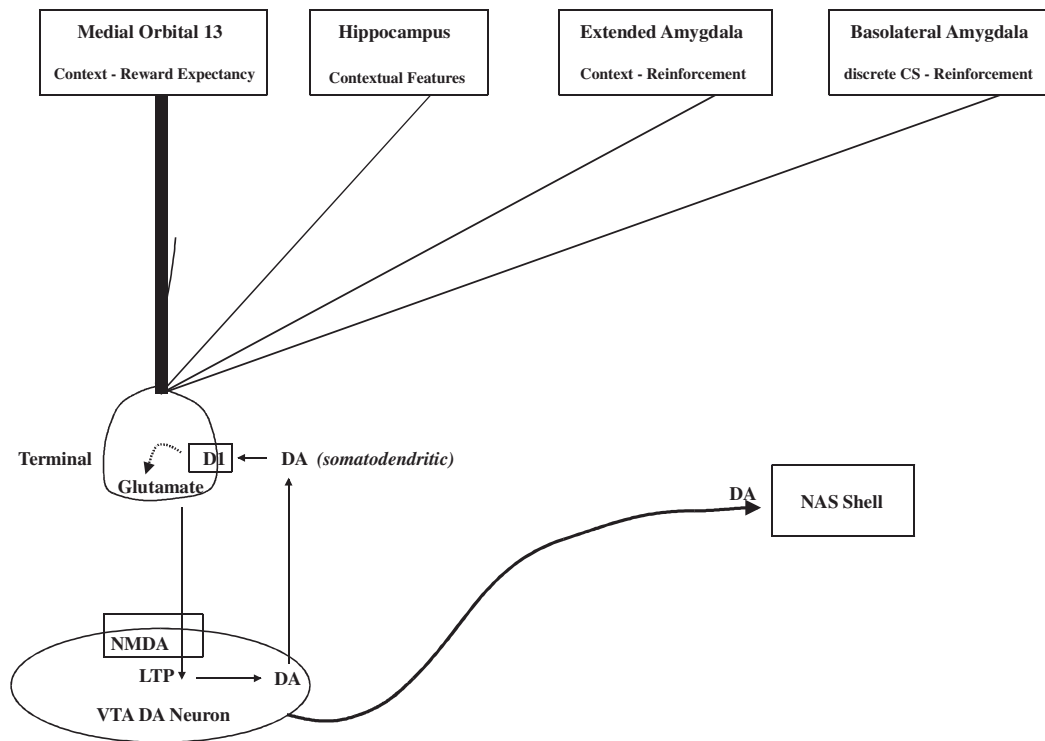 Medial Orbital 13
Context - Reward Expectancy
Hippocampus
Contextual Features
Extended Amygdala
Context - Reinforcement
Basolateral Amygdala
discrete CS - Reinforcement
Terminal
D1
DA (somatodendritic)
Glutamate
DA
NAS Shell
NMDA
LTP
DA
VTA DA Neuron